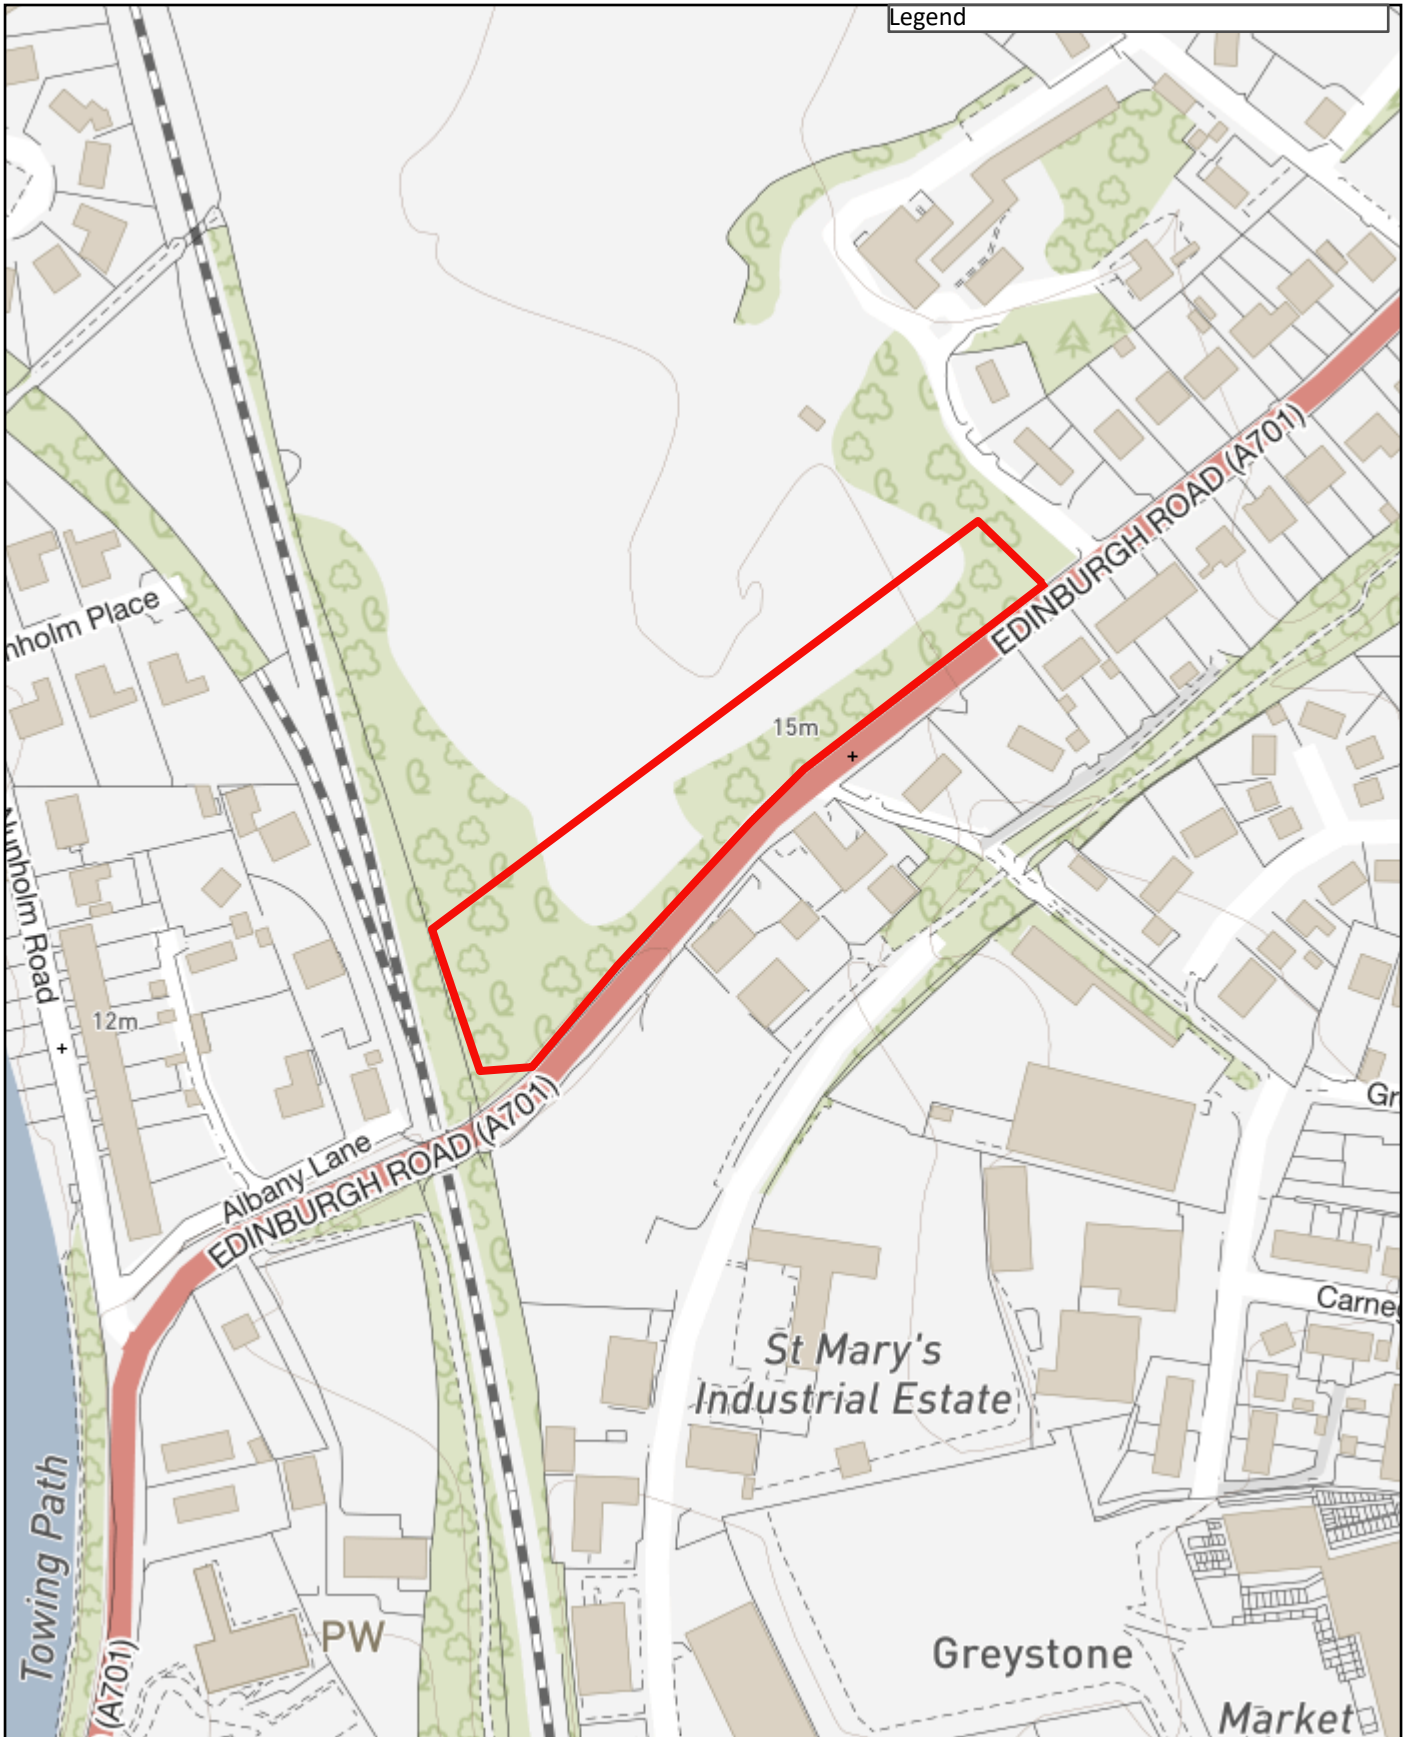 Legend
EDINBURGH ROAD (A701)
nholm Place
15m
Nunholm Road
12m
Albany Lane
EDINBURGH ROAD (A701)
Gr
Carne
St Mary's
Industrial Estate
Towing Path
(A701)
PW
Greystone
Market